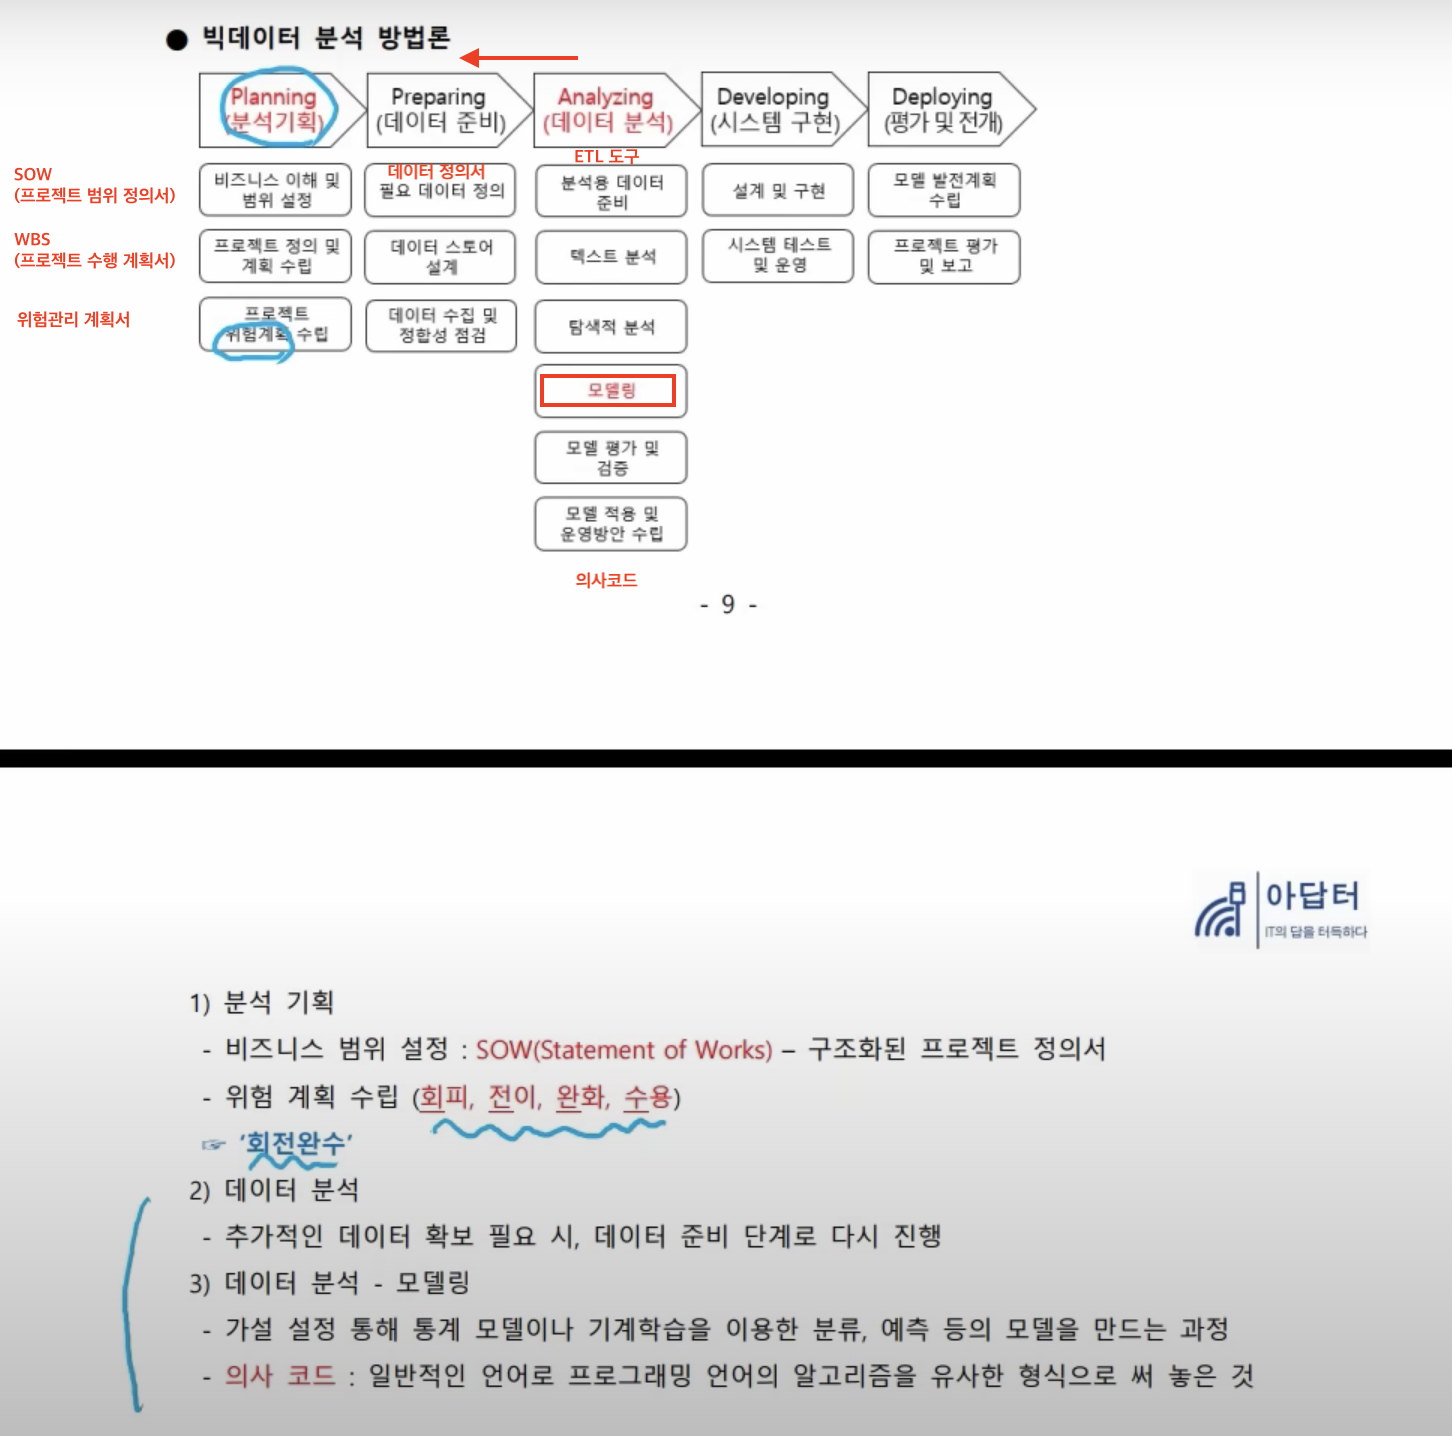 ● 빅데이터 분석 방법론
Planning
(분석기획)
Preparing
(데이터 준비)
Analyzing
(데이터 분석)
Developing
(시스템 구현)
Deploying
(평가 및 전개)
SOW
(프로젝트 범위 정의서)
WBS
(프로젝트 수행 계획서)
위험관리 계획서
비즈니스 이해 및
범위 설정
프로젝트 정의 및
계획 수립
프로젝트
위험계획 수립
데이터 정의서
필요 데이터 정의
데이터 스토어
설계
데이터 수집 및
정합성 점검
ETL 도구
분석용 데이터
준비
텍스트 분석
탐색적 분석
모델링
모델 평가 및
검증
모델 적용 및
운영방안 수립
의사코드
설계 및 구현
시스템 테스트
및 운영
모델 발전계획
수립
프로젝트 평가
및 보고
- 9 -
아답터
IT의 답을 터득하다
1) 분석 기획
- 비즈니스 범위 설정 : SOW(Statement of Works) – 구조화된 프로젝트 정의서
- 위험 계획 수립 (회피, 전이, 완화, 수용)
☞ '회전완수'
2) 데이터 분석
- 추가적인 데이터 확보 필요 시, 데이터 준비 단계로 다시 진행
3) 데이터 분석 - 모델링
- 가설 설정 통해 통계 모델이나 기계학습을 이용한 분류, 예측 등의 모델을 만드는 과정
- 의사 코드 : 일반적인 언어로 프로그래밍 언어의 알고리즘을 유사한 형식으로 써 놓은 것